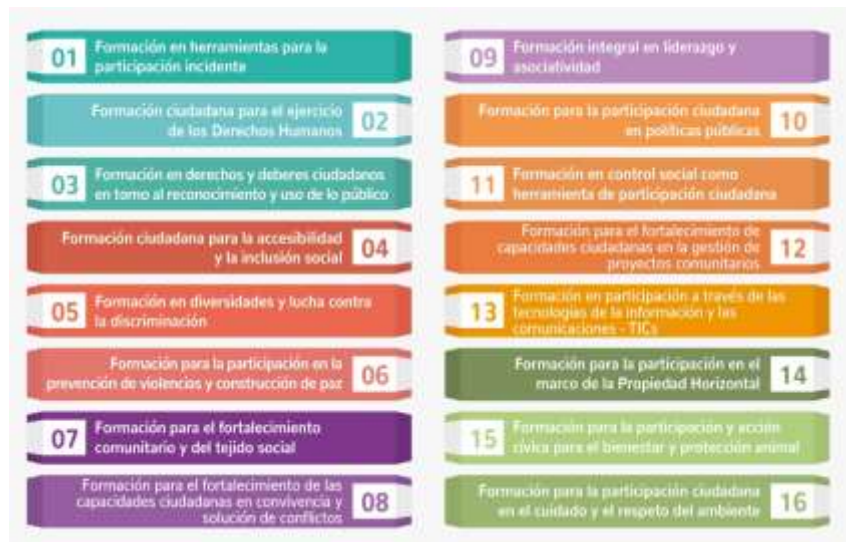 01
Formación en herramientas para la
participación incidente
Formación ciudadana para el ejercicio
de los Derechos Humanos
02
03
Formación en derechos y deberes ciudadanos
en torno al reconocimiento y uso de lo público
Formación ciudadana para la accesibilidad
y la inclusión social
04
05
Formación en diversidades y lucha contra
la discriminación
Formación para la participación en la
prevención de violencias y construcción de paz
06
07
Formación para el fortalecimiento
comunitario y del tejido social
Formación para el fortalecimiento de las
capacidades ciudadanas en convivencia y
solución de conflictos
08
09
Formación integral en liderazgo y
asociatividad
Formación para la participación ciudadana
en políticas públicas
10
11
Formación en control social como
herramienta de participación ciudadana
Formación para el fortalecimiento de
capacidades ciudadanas en la gestión de
proyectos comunitarios
12
13
Formación en participación a través de las
tecnologías de la información y las
comunicaciones - TICs
Formación para la participación en el
marco de la Propiedad Horizontal
14
15
Formación para la participación y acción
cívica para el bienestar y protección animal
Formación para la participación ciudadana
en el cuidado y el respeto del ambiente
16